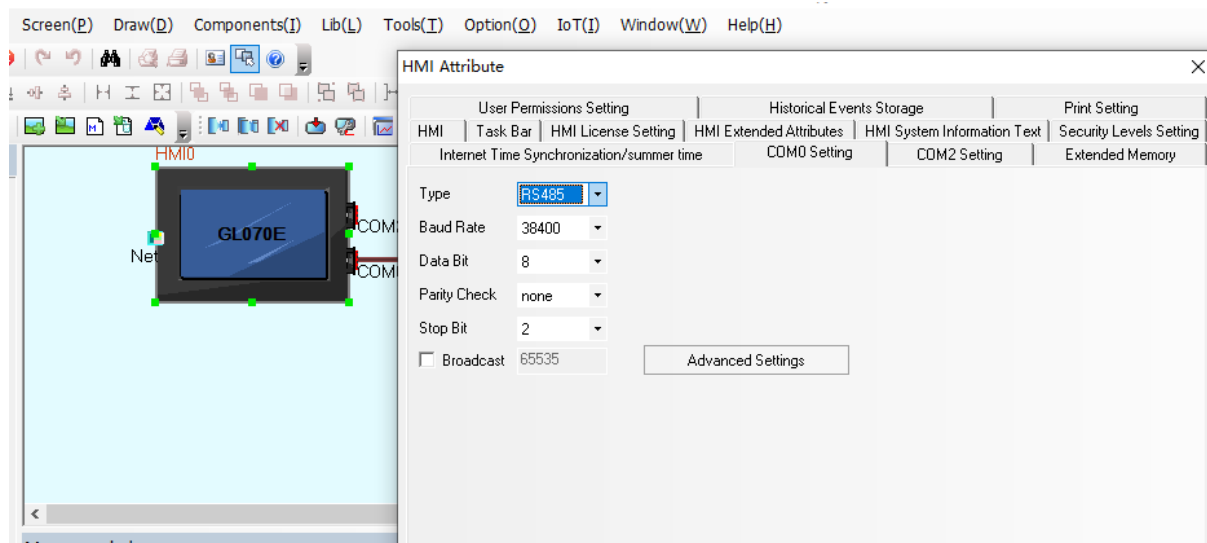 Screen(P) Draw(D) Components(I) Lib(L) Tools(T) Option(O) IoT(I) Window(W) Help(H)
HMI Attribute
User Permissions Setting Historical Events Storage Print Setting
HMI Task Bar HMI License Setting HMI Extended Attributes HMI System Information Text Security Levels Setting
Internet Time Synchronization/summer time COM0 Setting COM2 Setting Extended Memory
HMI0
GL070E
Net
COM
COM
Type RS485
Baud Rate 38400
Data Bit 8
Parity Check none
Stop Bit 2
Broadcast 65535 Advanced Settings